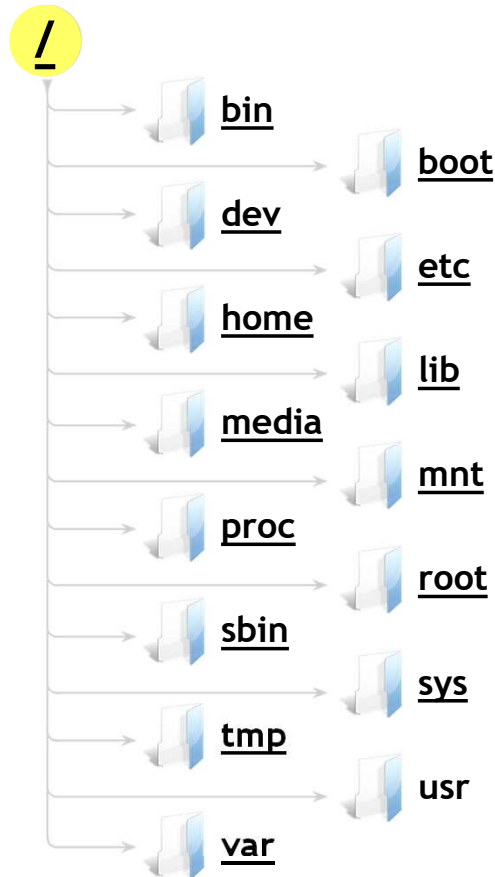 /
bin
boot
dev
etc
home
lib
media
mnt
proc
root
sbin
sys
tmp
usr
var